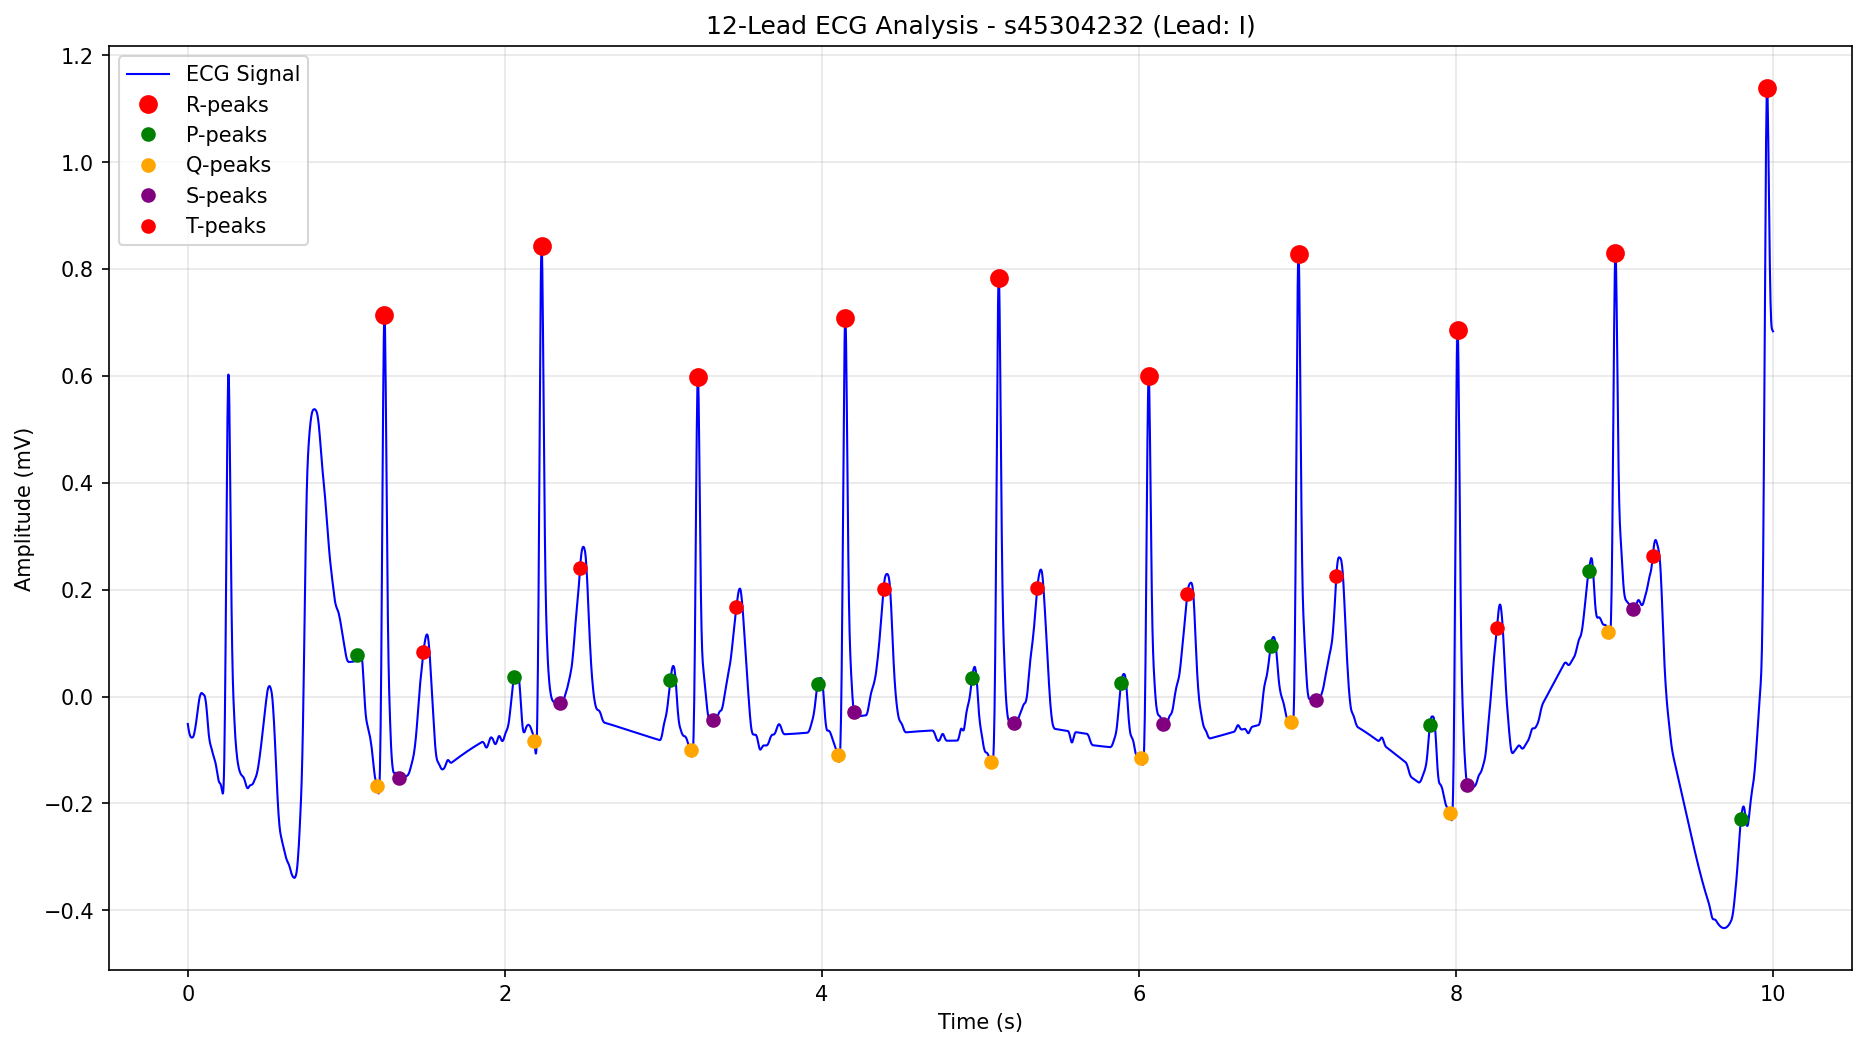 12-Lead ECG Analysis - s45304232 (Lead: I)
ECG Signal
R-peaks
P-peaks
Q-peaks
S-peaks
T-peaks
Amplitude (mV)
1.2
1.0
0.8
0.6
0.4
0.2
0.0
−0.2
−0.4
0 2 4 6 8 10
Time (s)